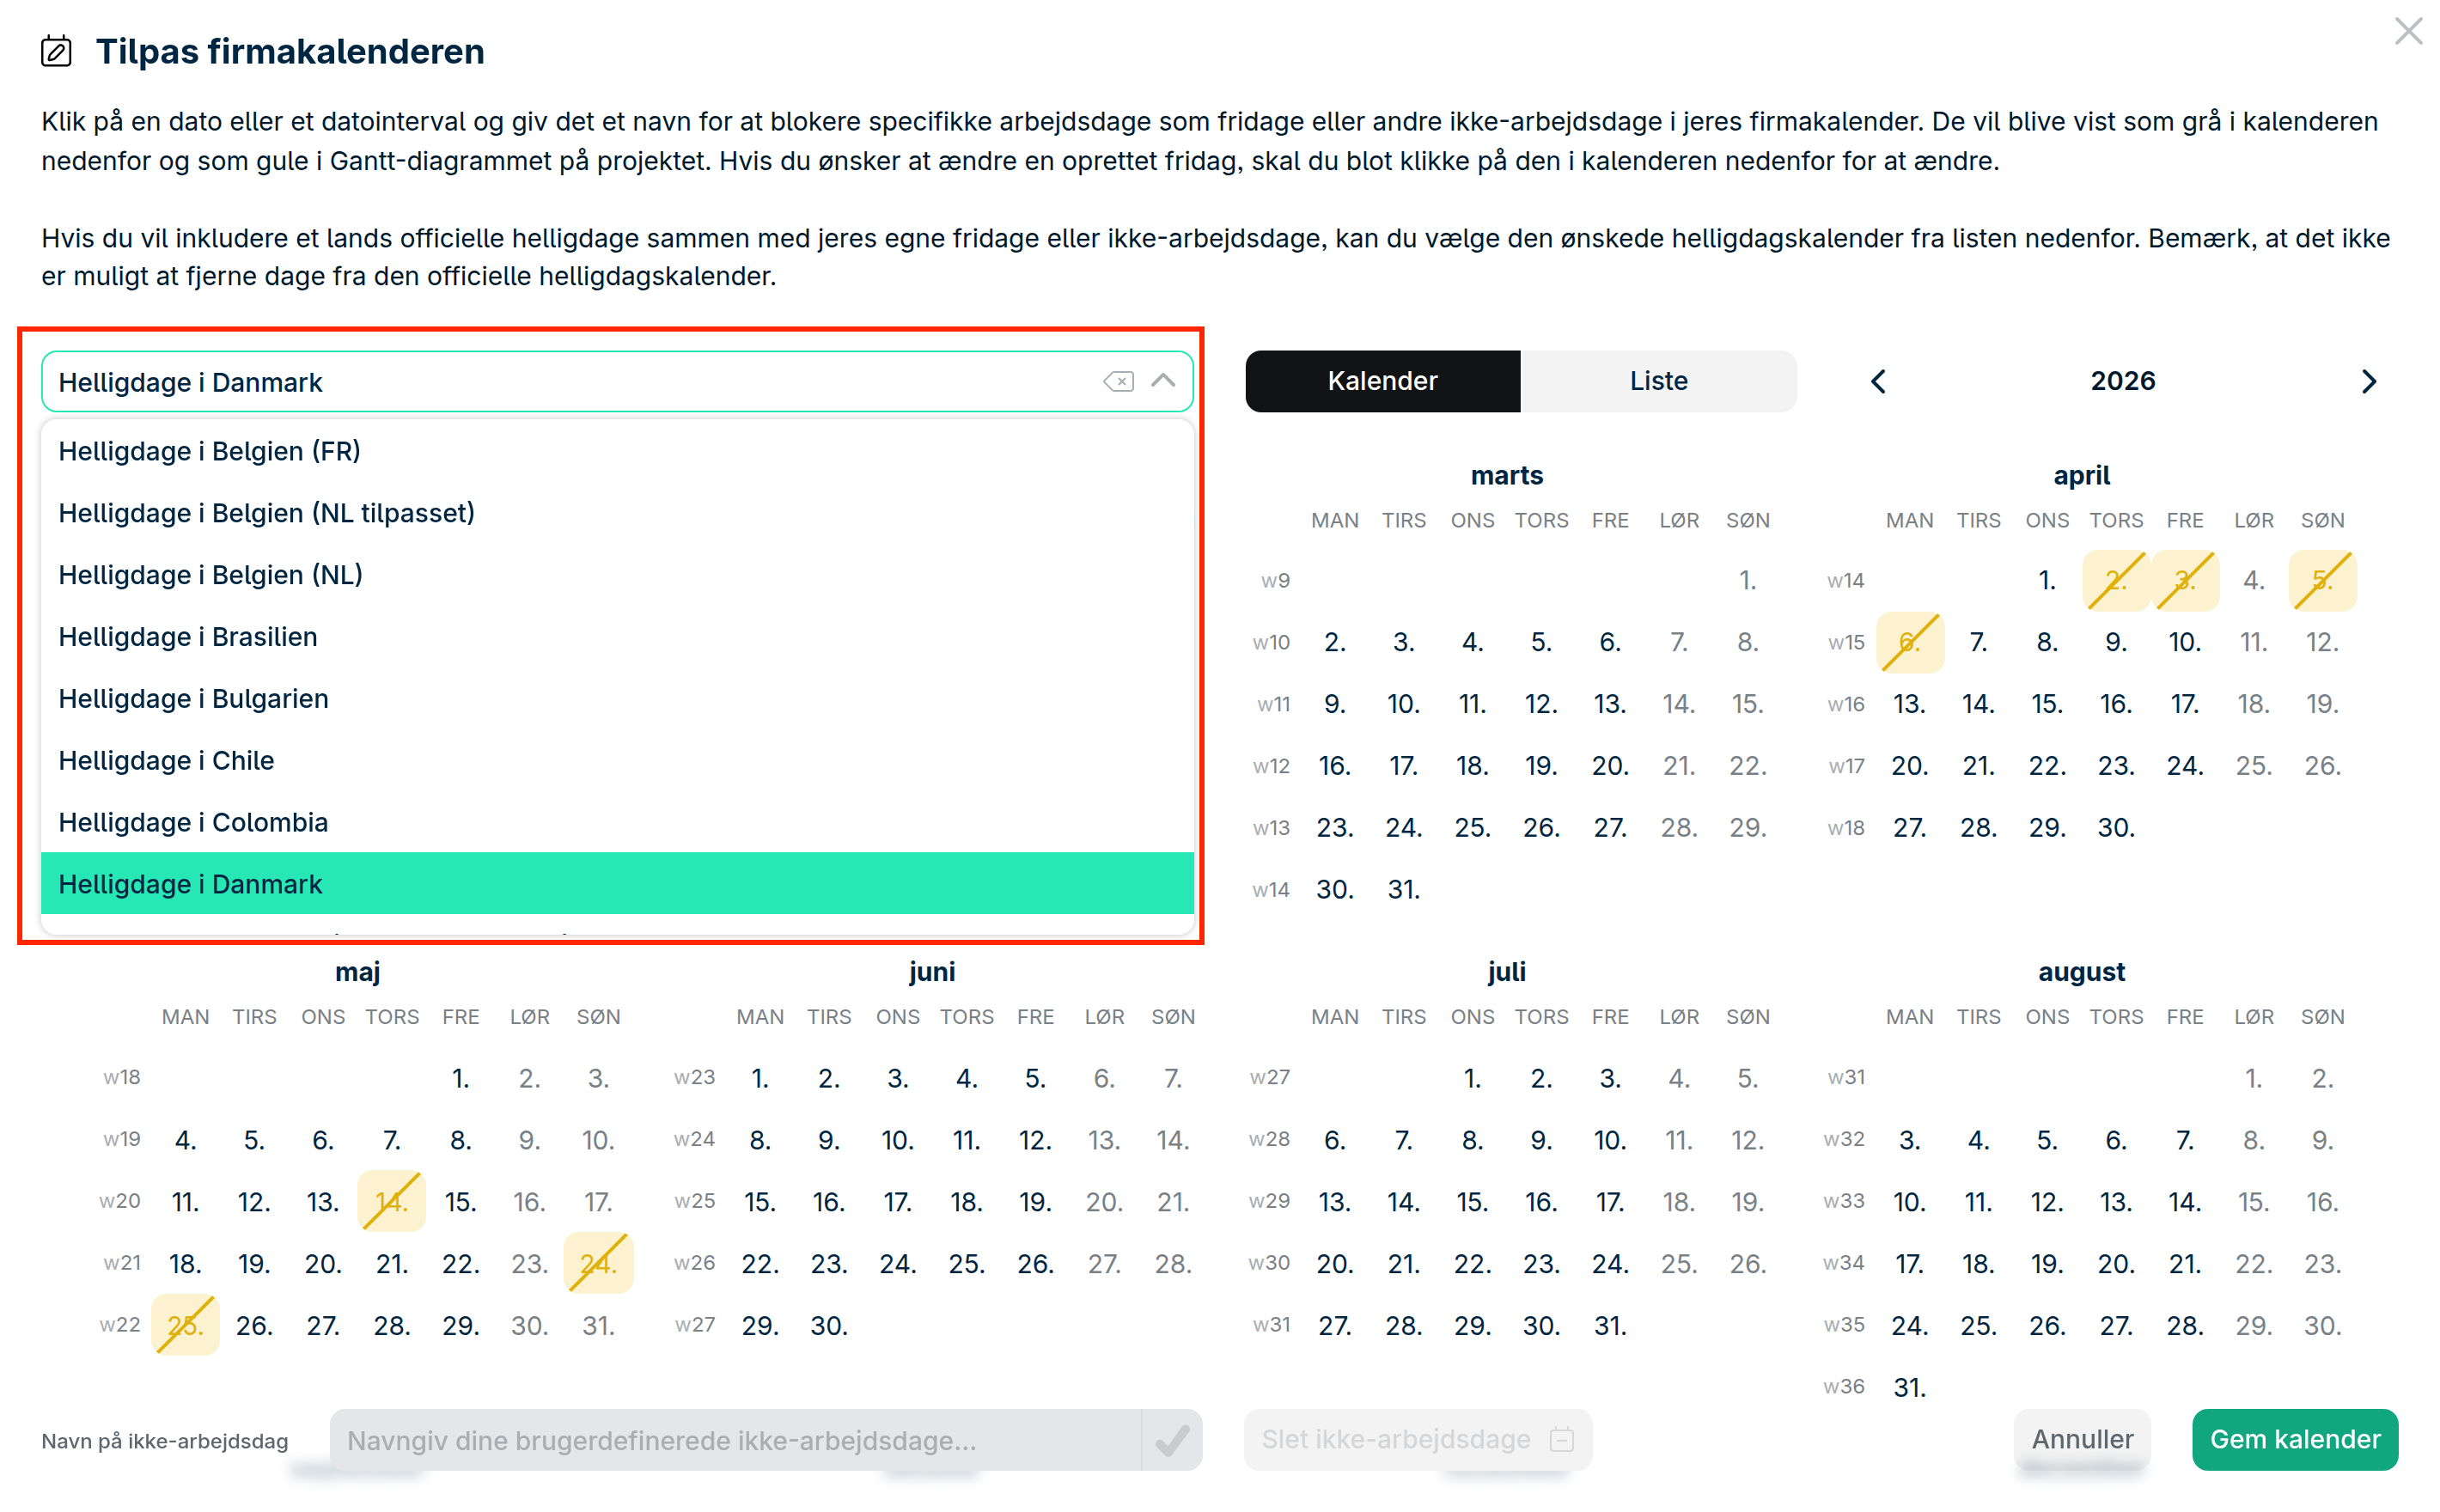 Tilpas firmakalenderen
Klik på en dato eller et datointerval og giv det et navn for at blokere specifikke arbejdsdage som fridage eller andre ikke-arbejdsdage i jeres firmakalender. De vil blive vist som grå i kalenderen
nedenfor og som gule i Gantt-diagrammet på projektet. Hvis du ønsker at ændre en oprettet fridag, skal du blot klikke på den i kalenderen nedenfor for at ændre.
Hvis du vil inkludere et lands officielle helligdage sammen med jeres egne fridage eller ikke-arbejdsdage, kan du vælge den ønskede helligdagskalender fra listen nedenfor. Bemærk, at det ikke
er muligt at fjerne dage fra den officielle helligdagskalender.
Helligdage i Danmark
Helligdage i Belgien (FR)
Helligdage i Belgien (NL tilpasset)
Helligdage i Belgien (NL)
Helligdage i Brasilien
Helligdage i Bulgarien
Helligdage i Chile
Helligdage i Colombia
Helligdage i Danmark
Kalender Liste 2026
marts
MAN TIRS ONS TORS FRE LØR SØN
w9 1.
w10 2. 3. 4. 5. 6. 7. 8.
w11 9. 10. 11. 12. 13. 14. 15.
w12 16. 17. 18. 19. 20. 21. 22.
w13 23. 24. 25. 26. 27. 28. 29.
w14 30. 31.
april
MAN TIRS ONS TORS FRE LØR SØN
w14 1. 2. 3. 4. 5.
w15 6. 7. 8. 9. 10. 11. 12.
w16 13. 14. 15. 16. 17. 18. 19.
w17 20. 21. 22. 23. 24. 25. 26.
w18 27. 28. 29. 30.
maj
MAN TIRS ONS TORS FRE LØR SØN
w18 1. 2. 3.
w19 4. 5. 6. 7. 8. 9. 10.
w20 11. 12. 13. 14. 15. 16. 17.
w21 18. 19. 20. 21. 22. 23. 24.
w22 25. 26. 27. 28. 29. 30. 31.
juni
MAN TIRS ONS TORS FRE LØR SØN
w23 1. 2. 3. 4. 5. 6. 7.
w24 8. 9. 10. 11. 12. 13. 14.
w25 15. 16. 17. 18. 19. 20. 21.
w26 22. 23. 24. 25. 26. 27. 28.
w27 29. 30.
juli
MAN TIRS ONS TORS FRE LØR SØN
w27 1. 2. 3. 4. 5.
w28 6. 7. 8. 9. 10. 11. 12.
w29 13. 14. 15. 16. 17. 18. 19.
w30 20. 21. 22. 23. 24. 25. 26.
w31 27. 28. 29. 30. 31.
august
MAN TIRS ONS TORS FRE LØR SØN
w31 1. 2.
w32 3. 4. 5. 6. 7. 8. 9.
w33 10. 11. 12. 13. 14. 15. 16.
w34 17. 18. 19. 20. 21. 22. 23.
w35 24. 25. 26. 27. 28. 29. 30.
w36 31.
Navn på ikke-arbejdsdag
Navngiv dine brugerdefinerede ikke-arbejdsdage...
Slet ikke-arbejdsdage
Annuller
Gem kalender